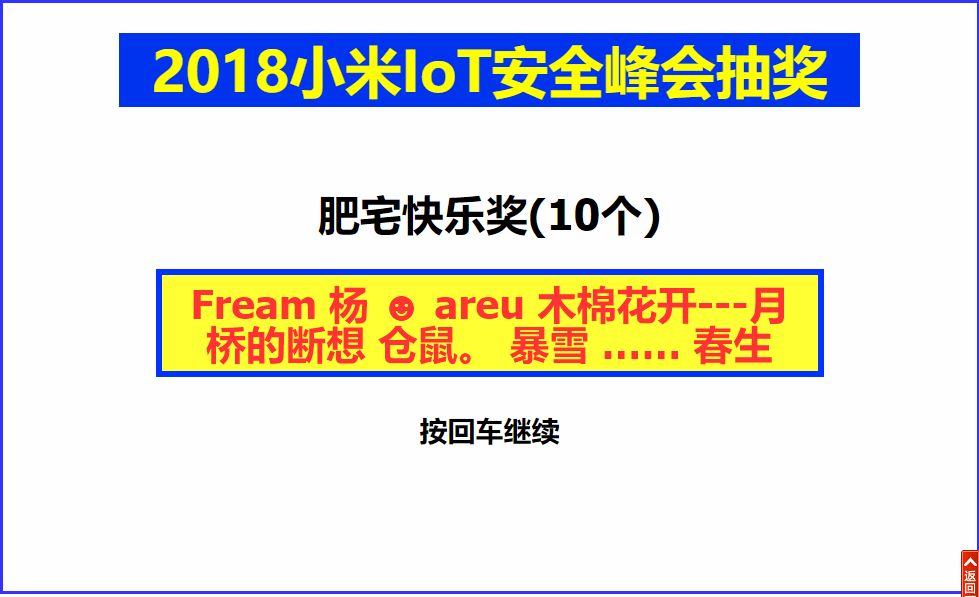 2018小米IoT安全峰会抽奖
肥宅快乐奖(10个)
Fream 杨 ☻ areu 木棉花开---月
桥的断想 仓鼠。 暴雪 …… 春生
按回车继续
返回